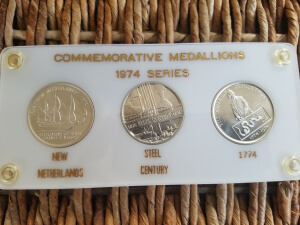 COMMEMORATIVE MEDALLIONS
1974 SERIES
NEW
NETHERLANDS
STEEL
CENTURY
1774